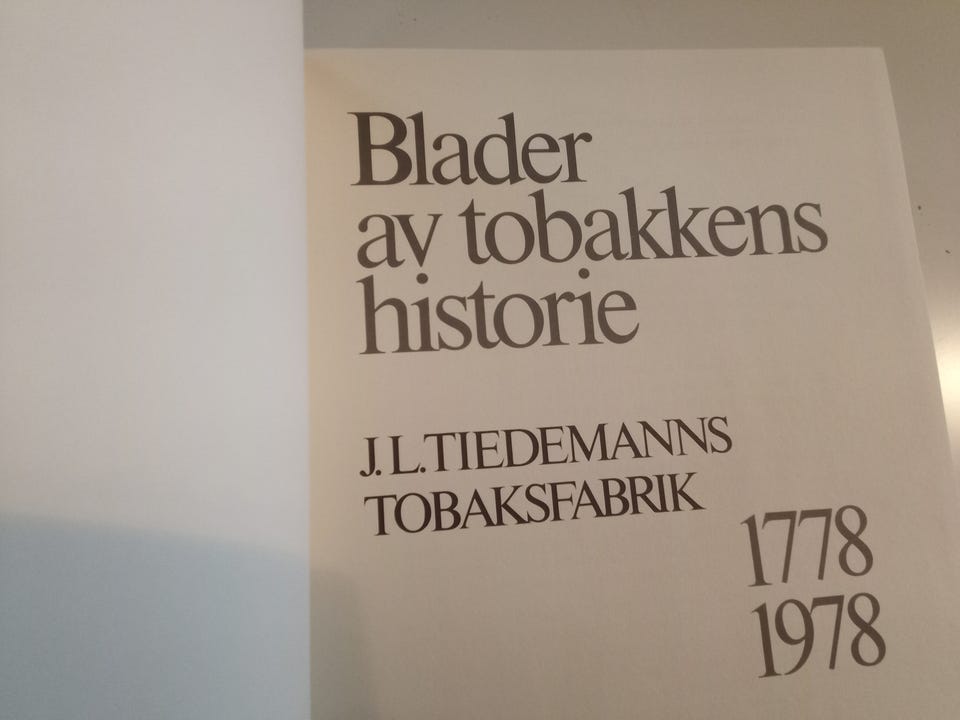 Blader
av tobakkens
historie
J. L. TIEDEMANNS
TOBAKSFABRIK
1778
1978